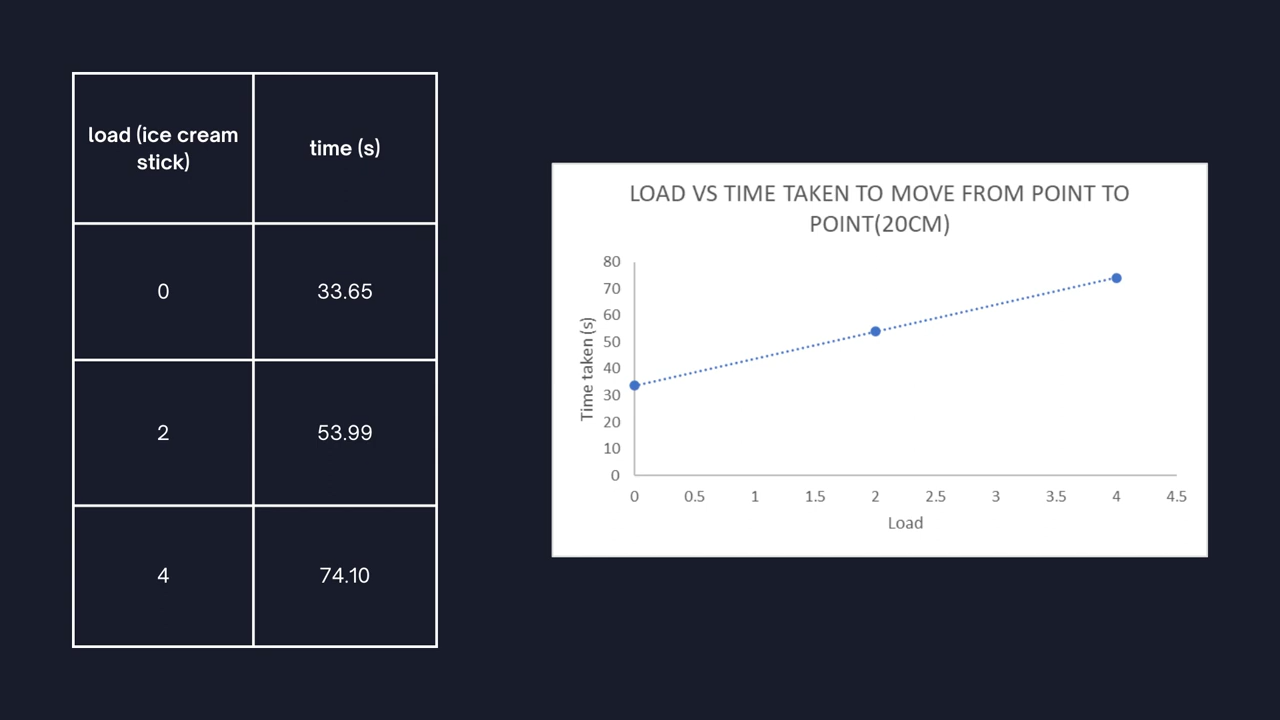 load (ice cream
stick)
time (s)
0
33.65
2
53.99
4
74.10
LOAD VS TIME TAKEN TO MOVE FROM POINT TO
POINT(20CM)
Time taken (s)
80
70
60
50
40
30
20
10
0
0 0.5 1 1.5 2 2.5 3 3.5 4 4.5
Load